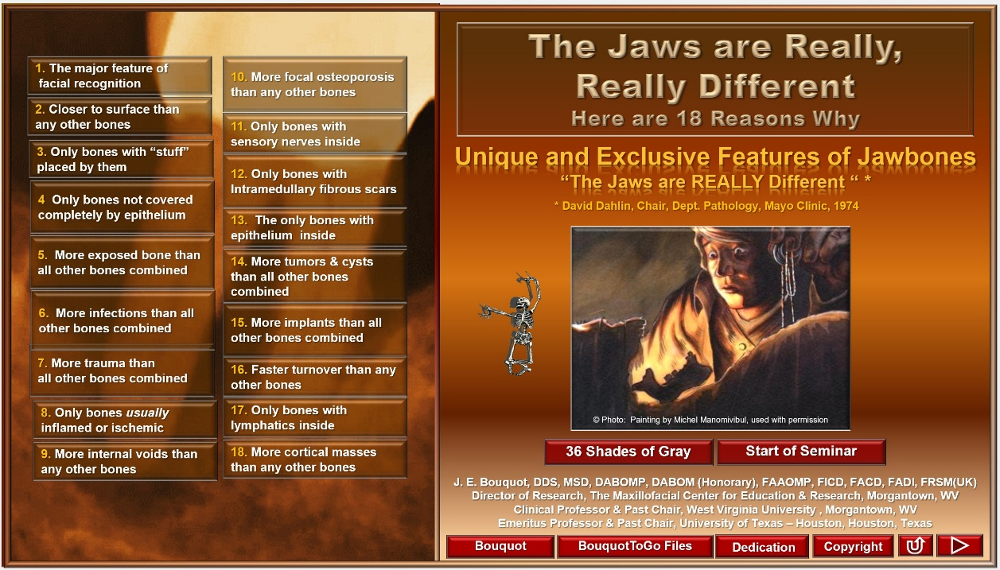 1. The major feature of
facial recognition
2. Closer to surface than
any other bones
3. Only bones with “stuff”
placed by them
4 Only bones not covered
completely by epithelium
5. More exposed bone than
all other bones combined
6. More infections than all
other bones combined
7. More trauma than
all other bones combined
8. Only bones usually
inflamed or ischemic
9. More internal voids than
any other bones
10. More focal osteoporosis
than any other bones
11. Only bones with
sensory nerves inside
12. Only bones with
Intramedullary fibrous scars
13. The only bones with
epithelium inside
14. More tumors & cysts
than all other bones
combined
15. More implants than all
other bones combined
16. Faster turnover than any
other bones
17. Only bones with
lymphatics inside
18. More cortical masses
than any other bones
The Jaws are Really,
Really Different
Here are 18 Reasons Why
Unique and Exclusive Features of Jawbones
“The Jaws are REALLY Different “ *
* David Dahlin, Chair, Dept. Pathology, Mayo Clinic, 1974
© Photo: Painting by Michel Manomivibul, used with permission
36 Shades of Gray
Start of Seminar
J. E. Bouquot, DDS, MSD, DABOMP, DABOM (Honorary), FAAOMP, FICD, FACD, FADI, FRSM(UK)
Director of Research, The Maxillofacial Center for Education & Research, Morgantown, WV
Clinical Professor & Past Chair, West Virginia University , Morgantown, WV
Emeritus Professor & Past Chair, University of Texas – Houston, Houston, Texas
Bouquot
BouquotToGo Files
Dedication
Copyright